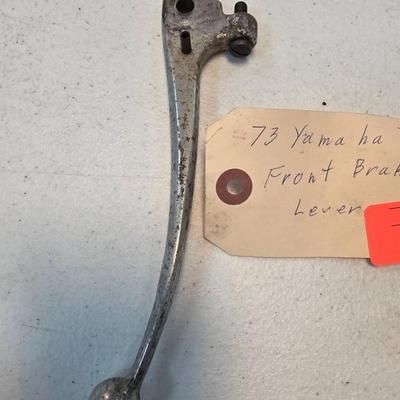 73 Yamaha
Front Brak
Lever